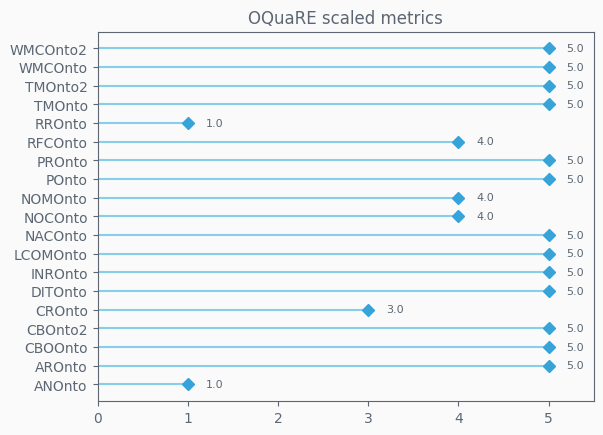 OQuaRE scaled metrics
WMCOnto2 5.0
WMCOnto 5.0
TMOnto2 5.0
TMOnto 5.0
RROnto 1.0
RFCOnto 4.0
PROnto 5.0
POnto 5.0
NOMOnto 4.0
NOCOnto 4.0
NACOnto 5.0
LCOMOnto 5.0
INROnto 5.0
DITOnto 5.0
CROnto 3.0
CBOnto2 5.0
CBOOnto 5.0
AROnto 5.0
ANOnto 1.0
0 1 2 3 4 5